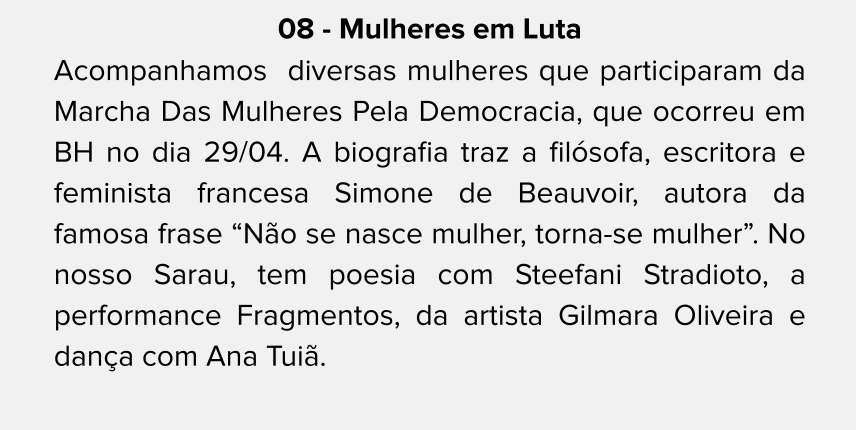 08 - Mulheres em Luta
Acompanhamos diversas mulheres que participaram da
Marcha Das Mulheres Pela Democracia, que ocorreu em
BH no dia 29/04. A biografia traz a filósofa, escritora e
feminista francesa Simone de Beauvoir, autora da
famosa frase “Não se nasce mulher, torna-se mulher”. No
nosso Sarau, tem poesia com Steefani Stradioto, a
performance Fragmentos, da artista Gilmara Oliveira e
dança com Ana Tuiã.